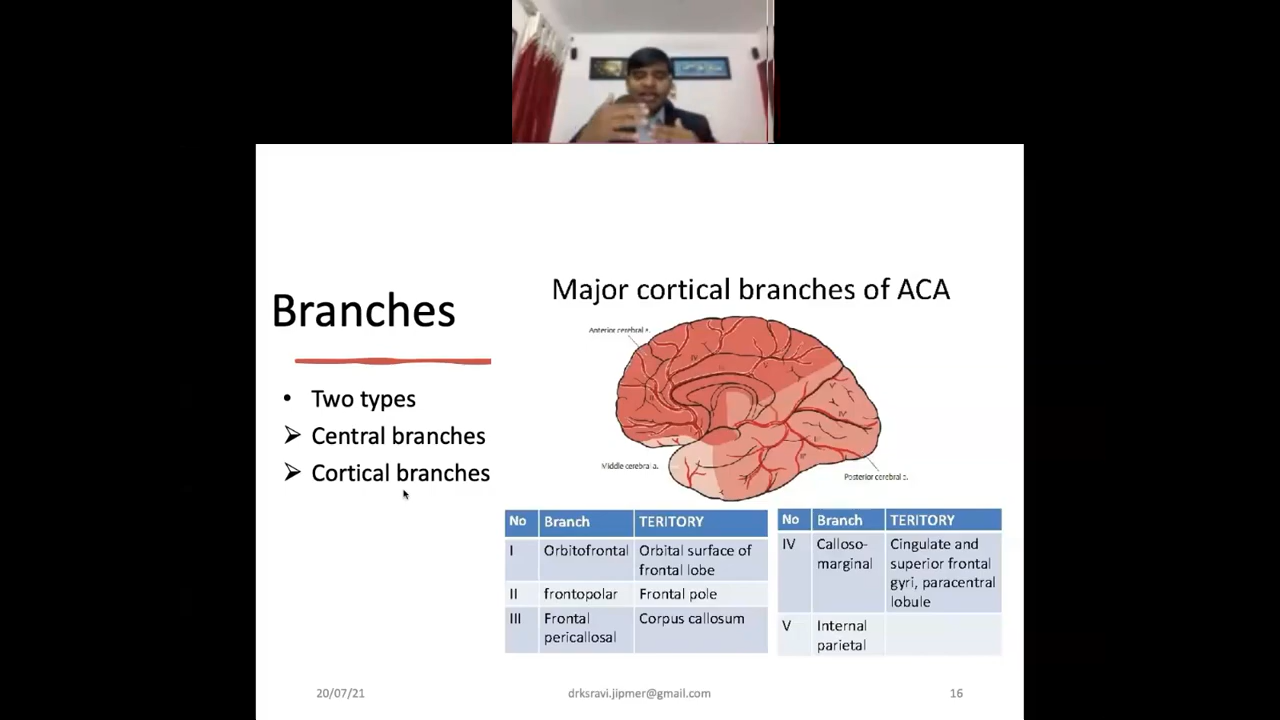 Branches
• Two types
➢ Central branches
➢ Cortical branches
Major cortical branches of ACA
Anterior cerebral a.
IV
Middle cerebral a.
Posterior cerebral a.
No Branch TERITORY
I Orbitofrontal Orbital surface of
frontal lobe
II frontopolar Frontal pole
III Frontal Corpus callosum
pericallosal
No Branch TERITORY
IV Calloso- Cingulate and
marginal superior frontal
gyri, paracentral
lobule
V Internal
parietal
20/07/21
drksravi.jipmer@gmail.com
16